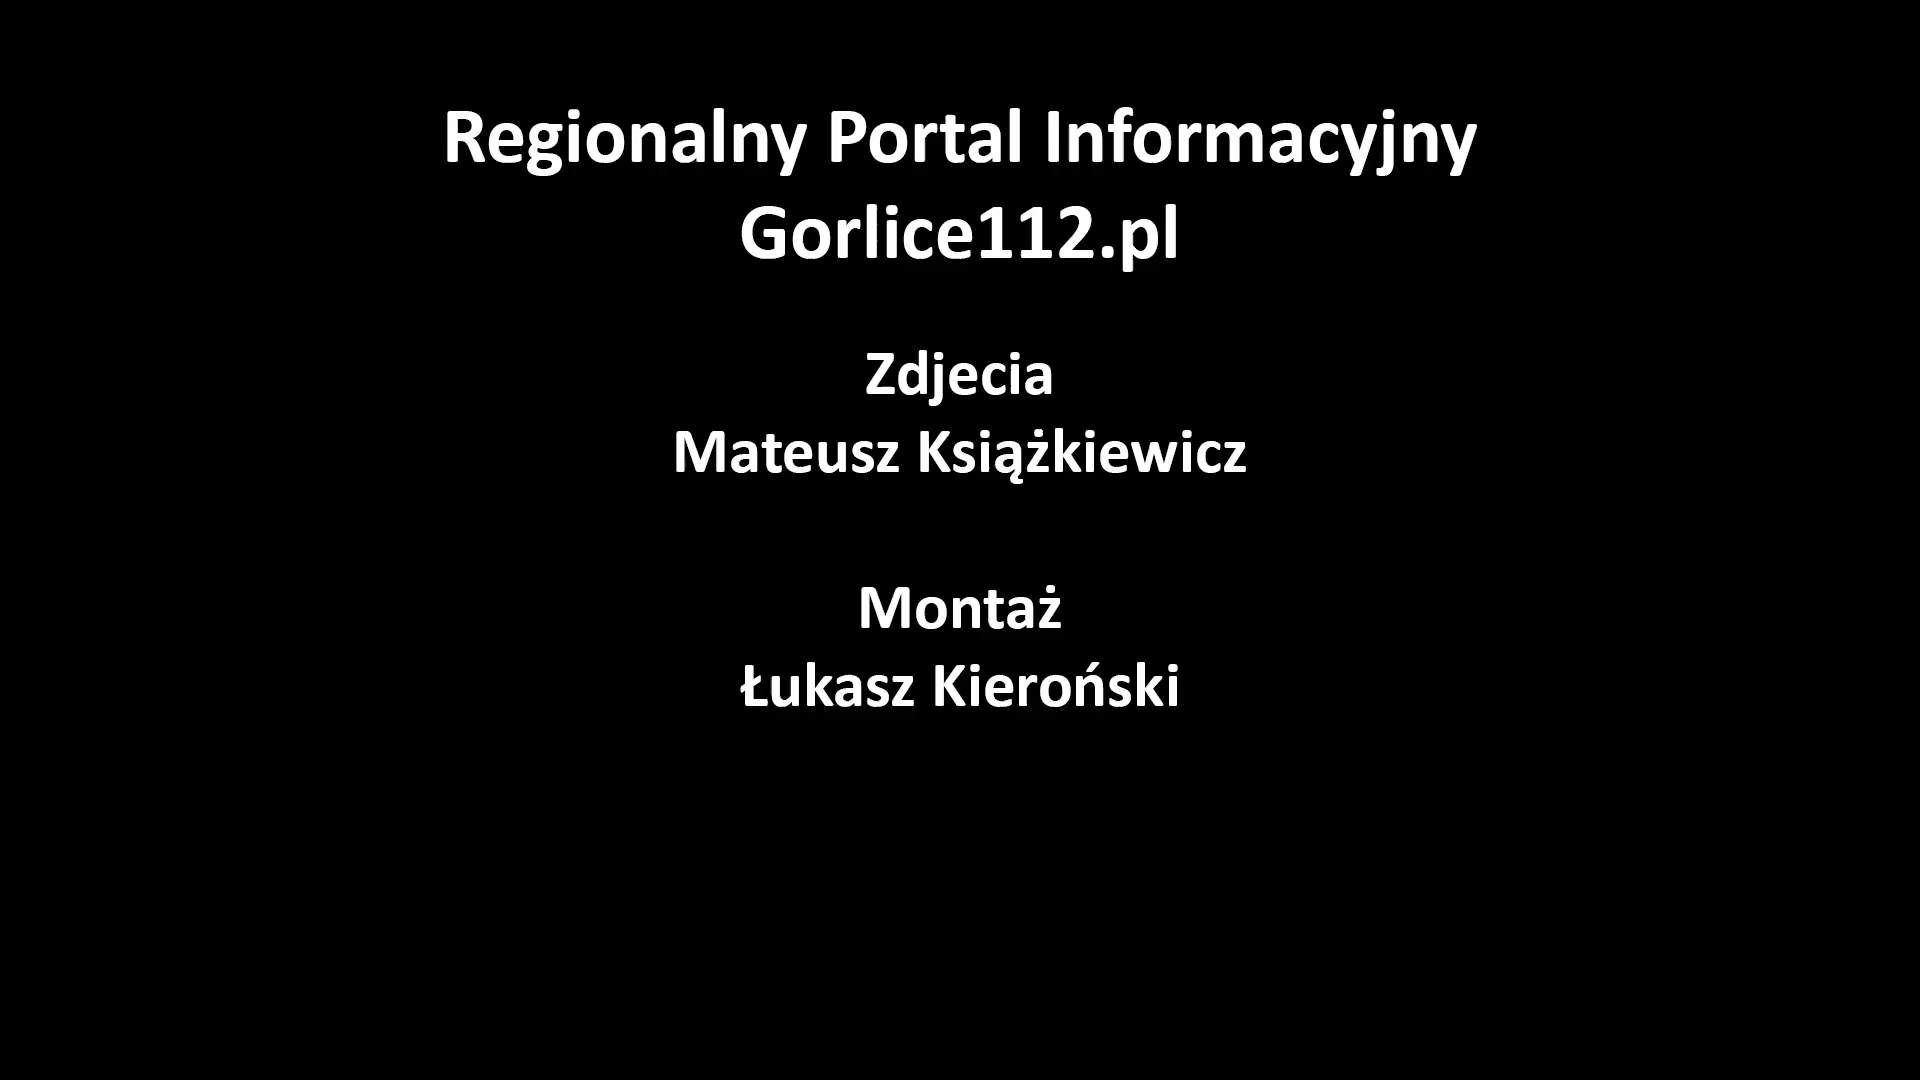 Regionalny Portal Informacyjny
Gorlice112.pl
Zdjecia
Mateusz Książkiewicz
Montaż
Łukasz Kieroński